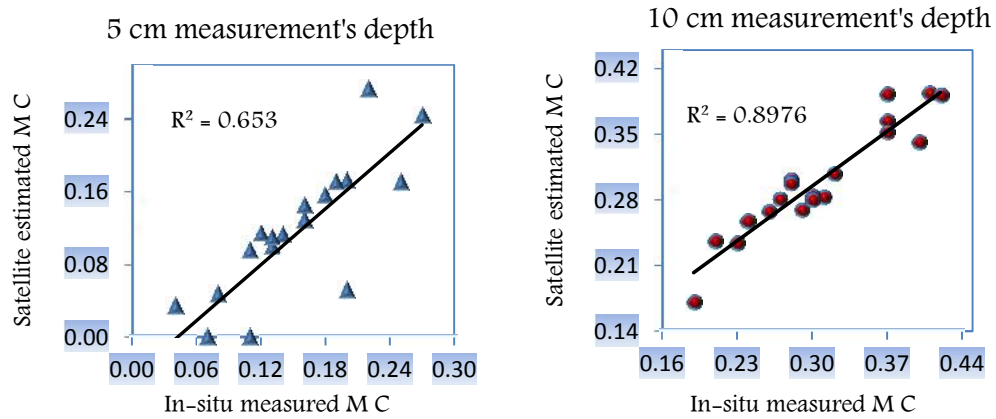 5 cm measurement's depth
Satellite estimated M C
R² = 0.653
0.24
0.16
0.08
0.00
0.00 0.06 0.12 0.18 0.24 0.30
In-situ measured M C
10 cm measurement's depth
Satellite estimated M C
R² = 0.8976
0.42
0.35
0.28
0.21
0.14
0.16 0.23 0.30 0.37 0.44
In-situ measured M C